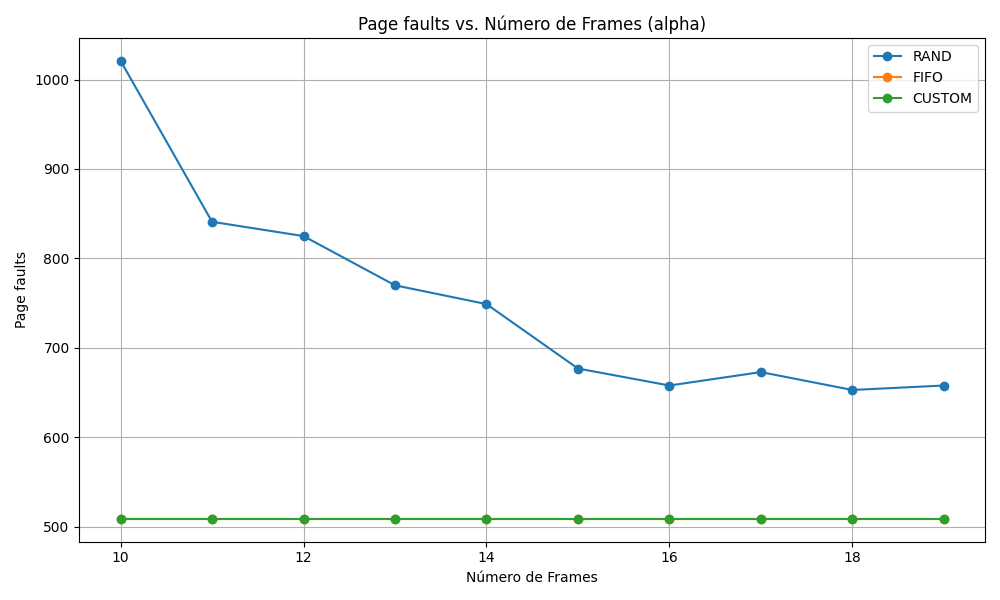 Page faults vs. Número de Frames (alpha)
RAND
FIFO
CUSTOM
Page faults
1000
900
800
700
600
500
10 12 14 16 18
Número de Frames